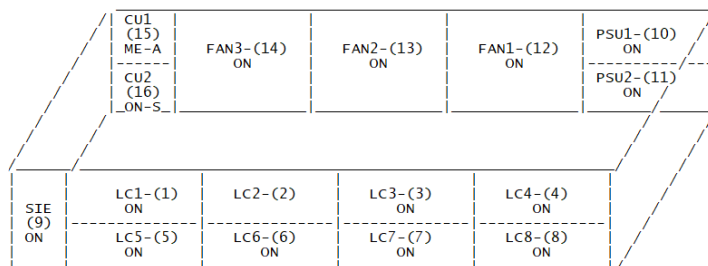 CU1
(15)
ME-A
FAN3-(14) FAN2-(13) FAN1-(12) PSU1-(10)
ON ON ON ON
CU2
(16)
ON-S
PSU2-(11)
ON
LC1-(1) LC2-(2) LC3-(3) LC4-(4)
ON ON ON ON
SIE
(9)
ON
LC5-(5) LC6-(6) LC7-(7) LC8-(8)
ON ON ON ON